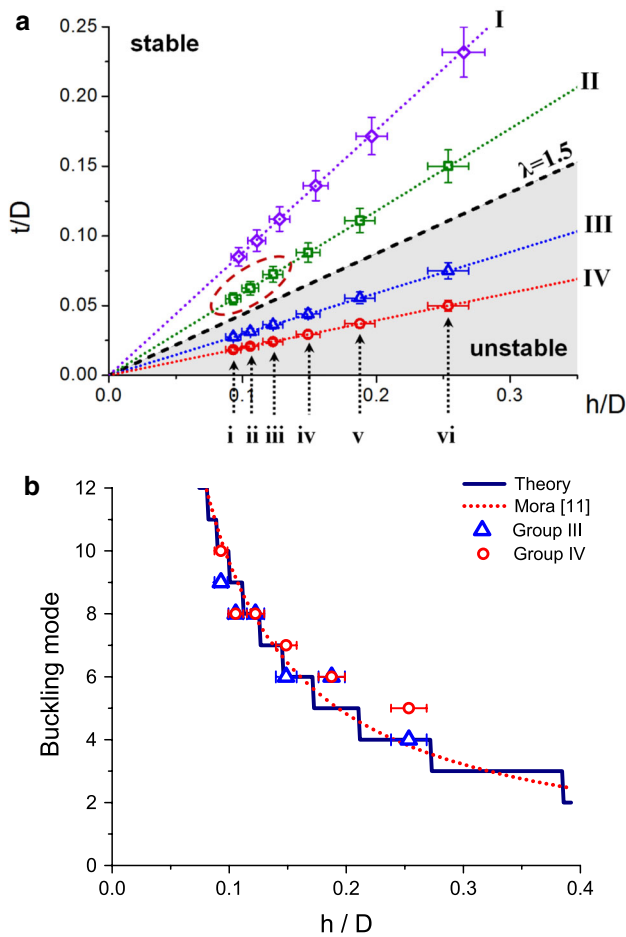 a
stable
I
II
λ=1.5
III
IV
unstable
t/D
0.25
0.20
0.15
0.10
0.05
0.00
0.0
0.1
0.2
0.3
h/D
i
ii
iii
iv
v
vi
b
Theory
Mora [11]
Group III
Group IV
Buckling mode
12
10
8
6
4
2
0
0.0
0.1
0.2
0.3
0.4
h / D